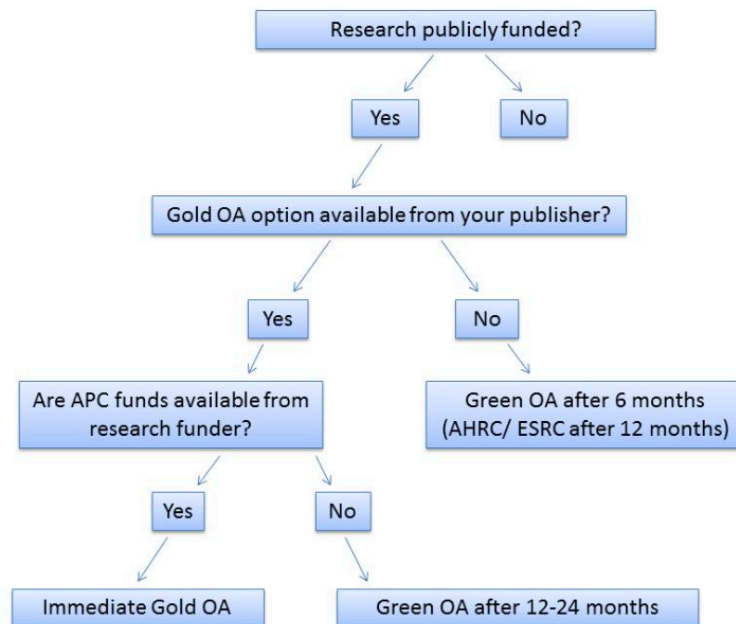 Research publicly funded?
Yes
No
Gold OA option available from your publisher?
Yes
No
Are APC funds available from
research funder?
Green OA after 6 months
(AHRC/ ESRC after 12 months)
Yes
No
Immediate Gold OA
Green OA after 12-24 months